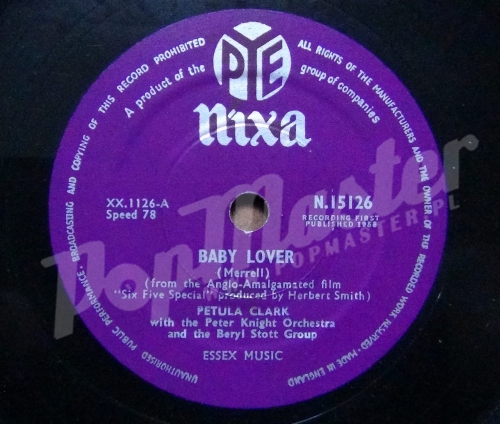 UNAUTHORISED PUBLIC PERFORMANCE · BROADCASTING AND COPYING OF THIS RECORD PROHIBITED
ALL RIGHTS OF THE MANUFACTURERS AND THE OWNER OF THE RECORDED WORK RESERVED · MADE IN ENGLAND
A product of the
PYE
group of companies
nixa
XX.1126-A
Speed 78
N.15126
RECORDING FIRST
PUBLISHED 1958
BABY LOVER
(Merrell)
(from the Anglo-Amalgamated film
"Six Five Special" produced by Herbert Smith)
PETULA CLARK
with the Peter Knight Orchestra
and the Beryl Stott Group
ESSEX MUSIC
PopMaster
POPMASTER.PL